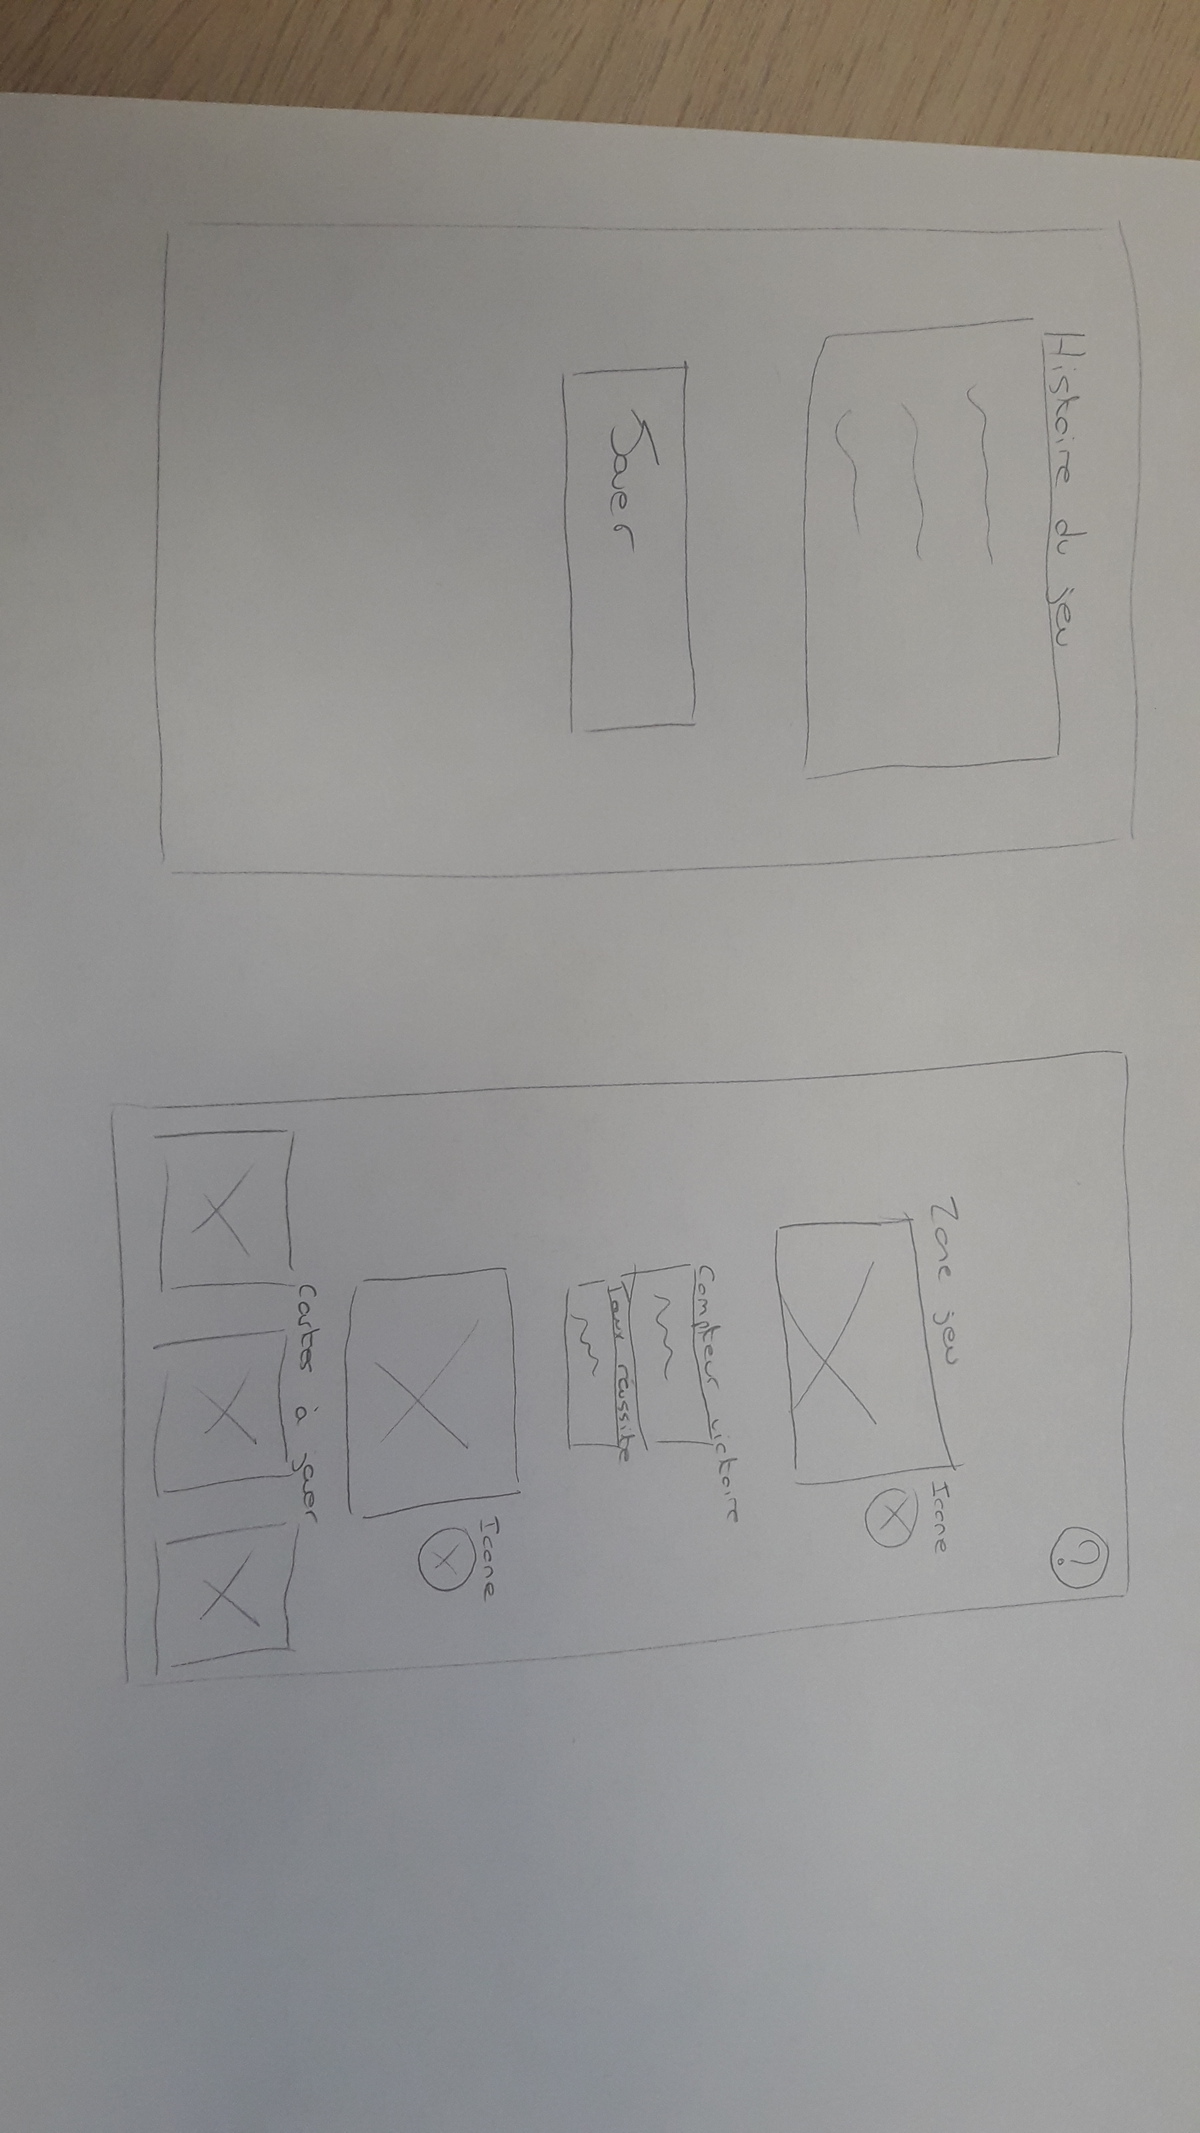 Histoire du jeu
Jouer
?
Zone jeu
Icone
Compteur victoire
Taux réussite
Icone
Cartes à jouer